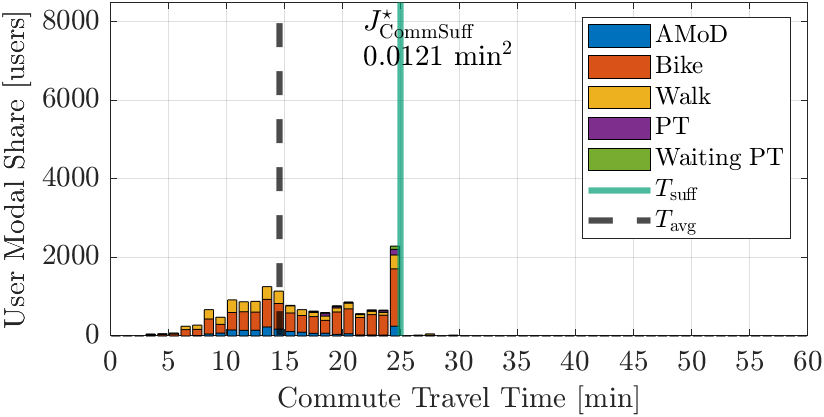 J⋆CommSuff
0.0121 min²
AMoD
Bike
Walk
PT
Waiting PT
Tsuff
Tavg
User Modal Share [users]
8000
6000
4000
2000
0
0 5 10 15 20 25 30 35 40 45 50 55 60
Commute Travel Time [min]